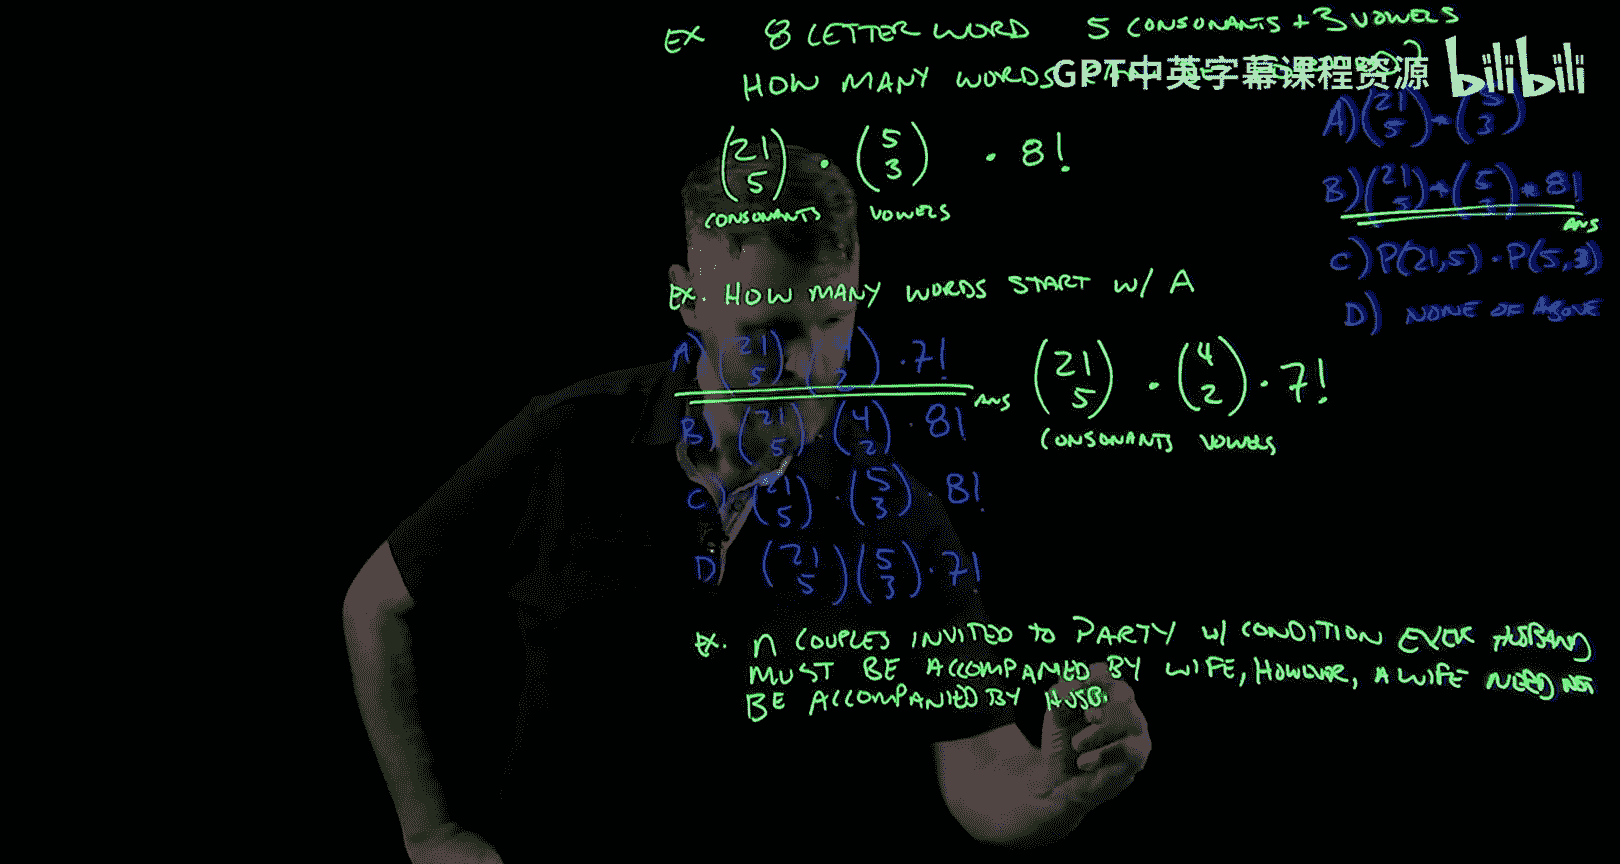 EX 8 LETTER WORD 5 CONSONANTS + 3 VOWELS
HOW MANY WORDS
GPT中英字幕课程资源 bilibili
(21 5) · (5 3) · 8!
CONSONANTS VOWELS
A) (21 5) · (5 3)
B) (21 5) · (5 3) · 8!
ANS
C) P(21,5) · P(5,3)
D) NONE OF ABOVE
EX. HOW MANY WORDS START W/ A
A) (21 5) · (4 2) · 7!
ANS
B) (21 5) · (4 2) · 8!
C) (21 5) · (5 3) · 8!
D (21 5)(5 3) · 7!
(21 5) · (4 2) · 7!
CONSONANTS VOWELS
EX. n COUPLES INVITED TO PARTY W/ CONDITION HUSBAND
MUST BE ACCOMPANIED BY WIFE, HOWEVER, A WIFE NEED NOT
BE ACCOMPANIED BY HUSB